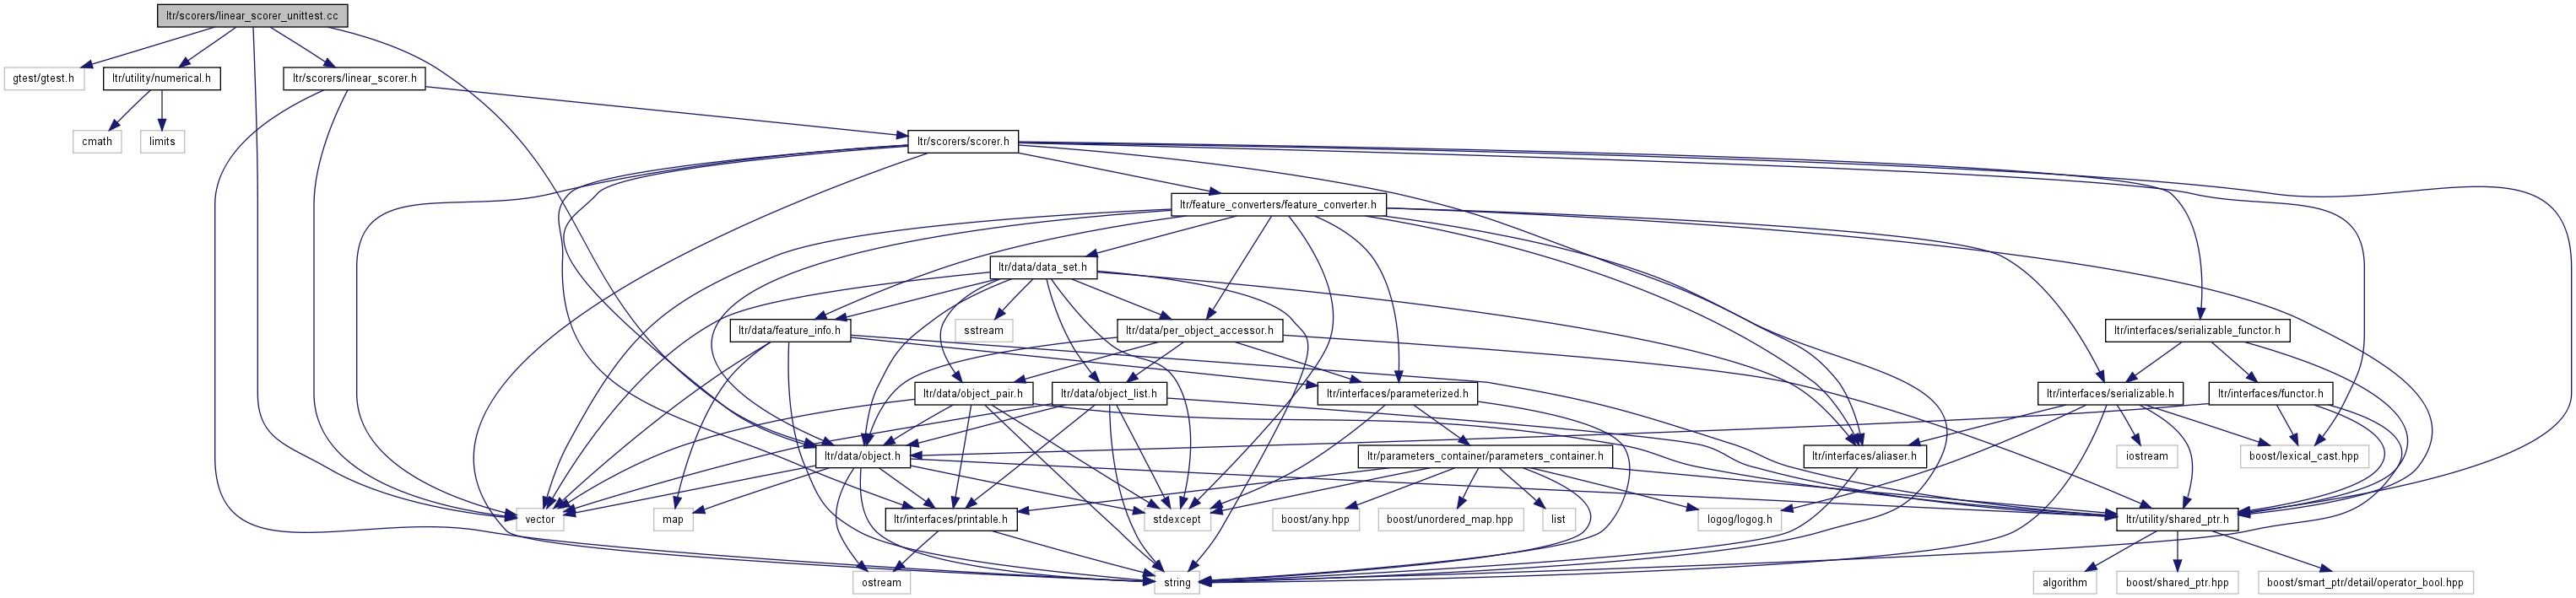 ltr/scorers/linear_scorer_unittest.cc
gtest/gtest.h
ltr/utility/numerical.h
ltr/scorers/linear_scorer.h
cmath
limits
ltr/scorers/scorer.h
ltr/feature_converters/feature_converter.h
ltr/data/data_set.h
ltr/data/feature_info.h
sstream
ltr/data/per_object_accessor.h
ltr/interfaces/serializable_functor.h
ltr/data/object_pair.h
ltr/data/object_list.h
ltr/interfaces/parameterized.h
ltr/interfaces/serializable.h
ltr/interfaces/functor.h
ltr/data/object.h
ltr/parameters_container/parameters_container.h
ltr/interfaces/aliaser.h
iostream
boost/lexical_cast.hpp
vector
map
ltr/interfaces/printable.h
stdexcept
boost/any.hpp
boost/unordered_map.hpp
list
logog/logog.h
ltr/utility/shared_ptr.h
ostream
string
algorithm
boost/shared_ptr.hpp
boost/smart_ptr/detail/operator_bool.hpp